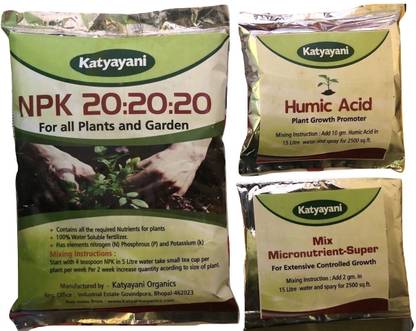 Katyayani
NPK 20:20:20
For all Plants and Garden
Contains all the required Nutrients for plants
100% Water Soluble fertilizer.
Has elements nitrogen (N) Phosphorous (P) and Potassium (k)
Mixing Instructions :
Start with 4 teaspoon NPK in 5 Litre water take small tea cup per
plant per week Per 2 week increase quantity according to size of plant.
Manufactured by - Katyayani Organics
Reg. Office : Industrial Estate Govindpura, Bhopal-462023
Katyayani
Humic Acid
Plant Growth Promoter
Mixing Instruction : Add 10 gm. Humic Acid in
15 Litre water and spray for 2500 sq.ft.
Katyayani
Mix
Micronutrient-Super
For Extensive Controlled Growth
Mixing Instruction : Add 2 gm. in
15 Litre water and spary for 2500 sq.ft.